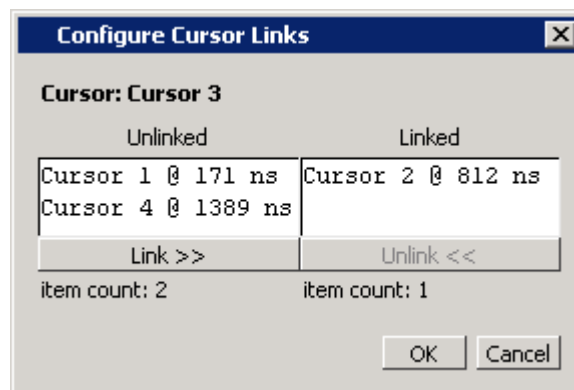 Configure Cursor Links
Cursor: Cursor 3
Unlinked Linked
Cursor 1 @ 171 ns Cursor 2 @ 812 ns
Cursor 4 @ 1389 ns
Link >> Unlink <<
item count: 2 item count: 1
OK Cancel